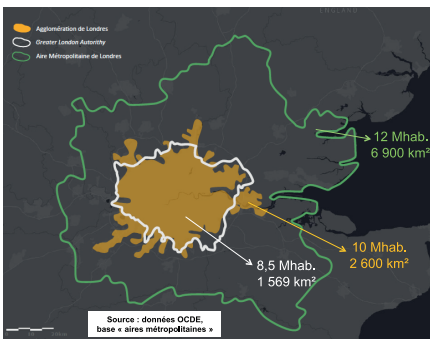 ENGLAND
Agglomération de Londres
Greater London Autorithy
Aire Métropolitaine de Londres
12 Mhab.
6 900 km²
10 Mhab.
2 600 km²
8,5 Mhab.
1 569 km²
Source : données OCDE,
base « aires métropolitaines »